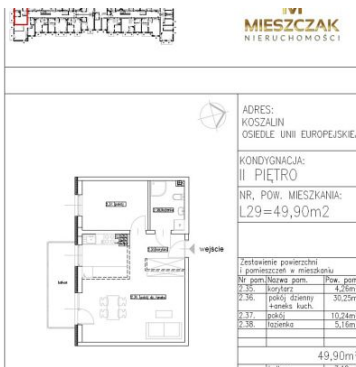 MIESZCZAK
NIERUCHOMOŚCI
ADRES:
KOSZALIN
OSIEDLE UNII EUROPEJSKIEJ
KONDYGNACJA:
II PIĘTRO
NR, POW. MIESZKANIA:
L29=49,90m2
wejście
Zestawienie powierzchni
i pomieszczeń w mieszkaniu
Nr pom. Nazwa pom. Pow. pom.
2.35. korytarz 4,26m
2.36. pokój dzienny 30,25m
+aneks kuch.
2.37. pokój 10,24m
2.38. łazienka 5,16m
49,90m